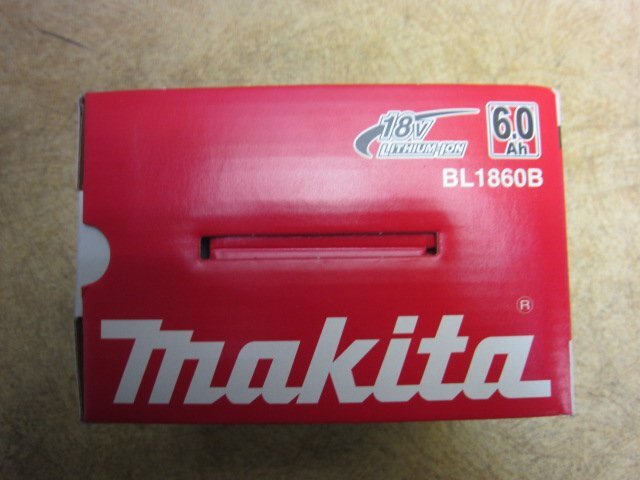 18V
LITHIUM ION
6.0
Ah
BL1860B
makita®